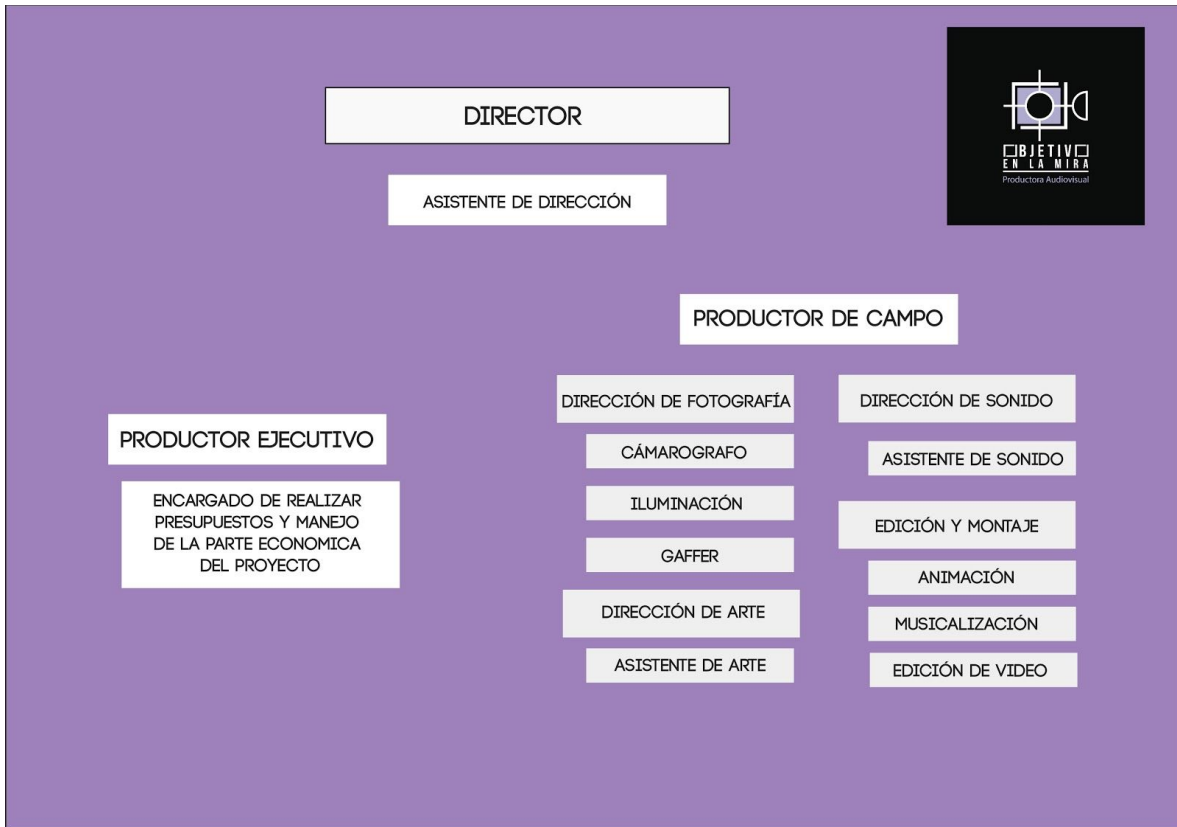 DIRECTOR
OBJETIVO
EN LA MIRA
Productora Audiovisual
ASISTENTE DE DIRECCIÓN
PRODUCTOR DE CAMPO
PRODUCTOR EJECUTIVO
ENCARGADO DE REALIZAR
PRESUPUESTOS Y MANEJO
DE LA PARTE ECONOMICA
DEL PROYECTO
DIRECCIÓN DE FOTOGRAFÍA
CÁMAROGRAFO
ILUMINACIÓN
GAFFER
DIRECCIÓN DE ARTE
ASISTENTE DE ARTE
DIRECCIÓN DE SONIDO
ASISTENTE DE SONIDO
EDICIÓN Y MONTAJE
ANIMACIÓN
MUSICALIZACIÓN
EDICIÓN DE VIDEO